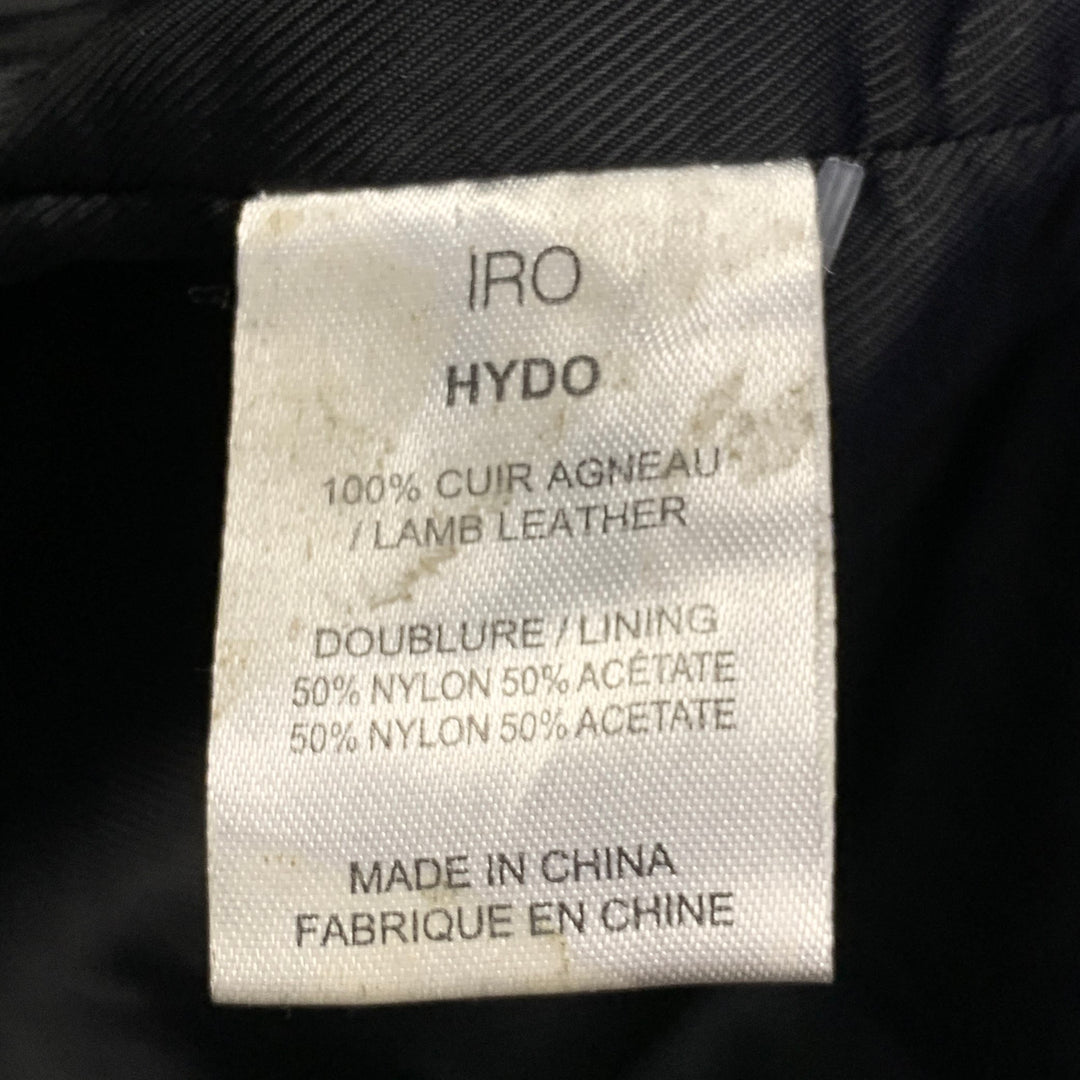 IRO
HYDO
100% CUIR AGNEAU
/ LAMB LEATHER
DOUBLURE / LINING
50% NYLON 50% ACÉTATE
50% NYLON 50% ACETATE
MADE IN CHINA
FABRIQUE EN CHINE